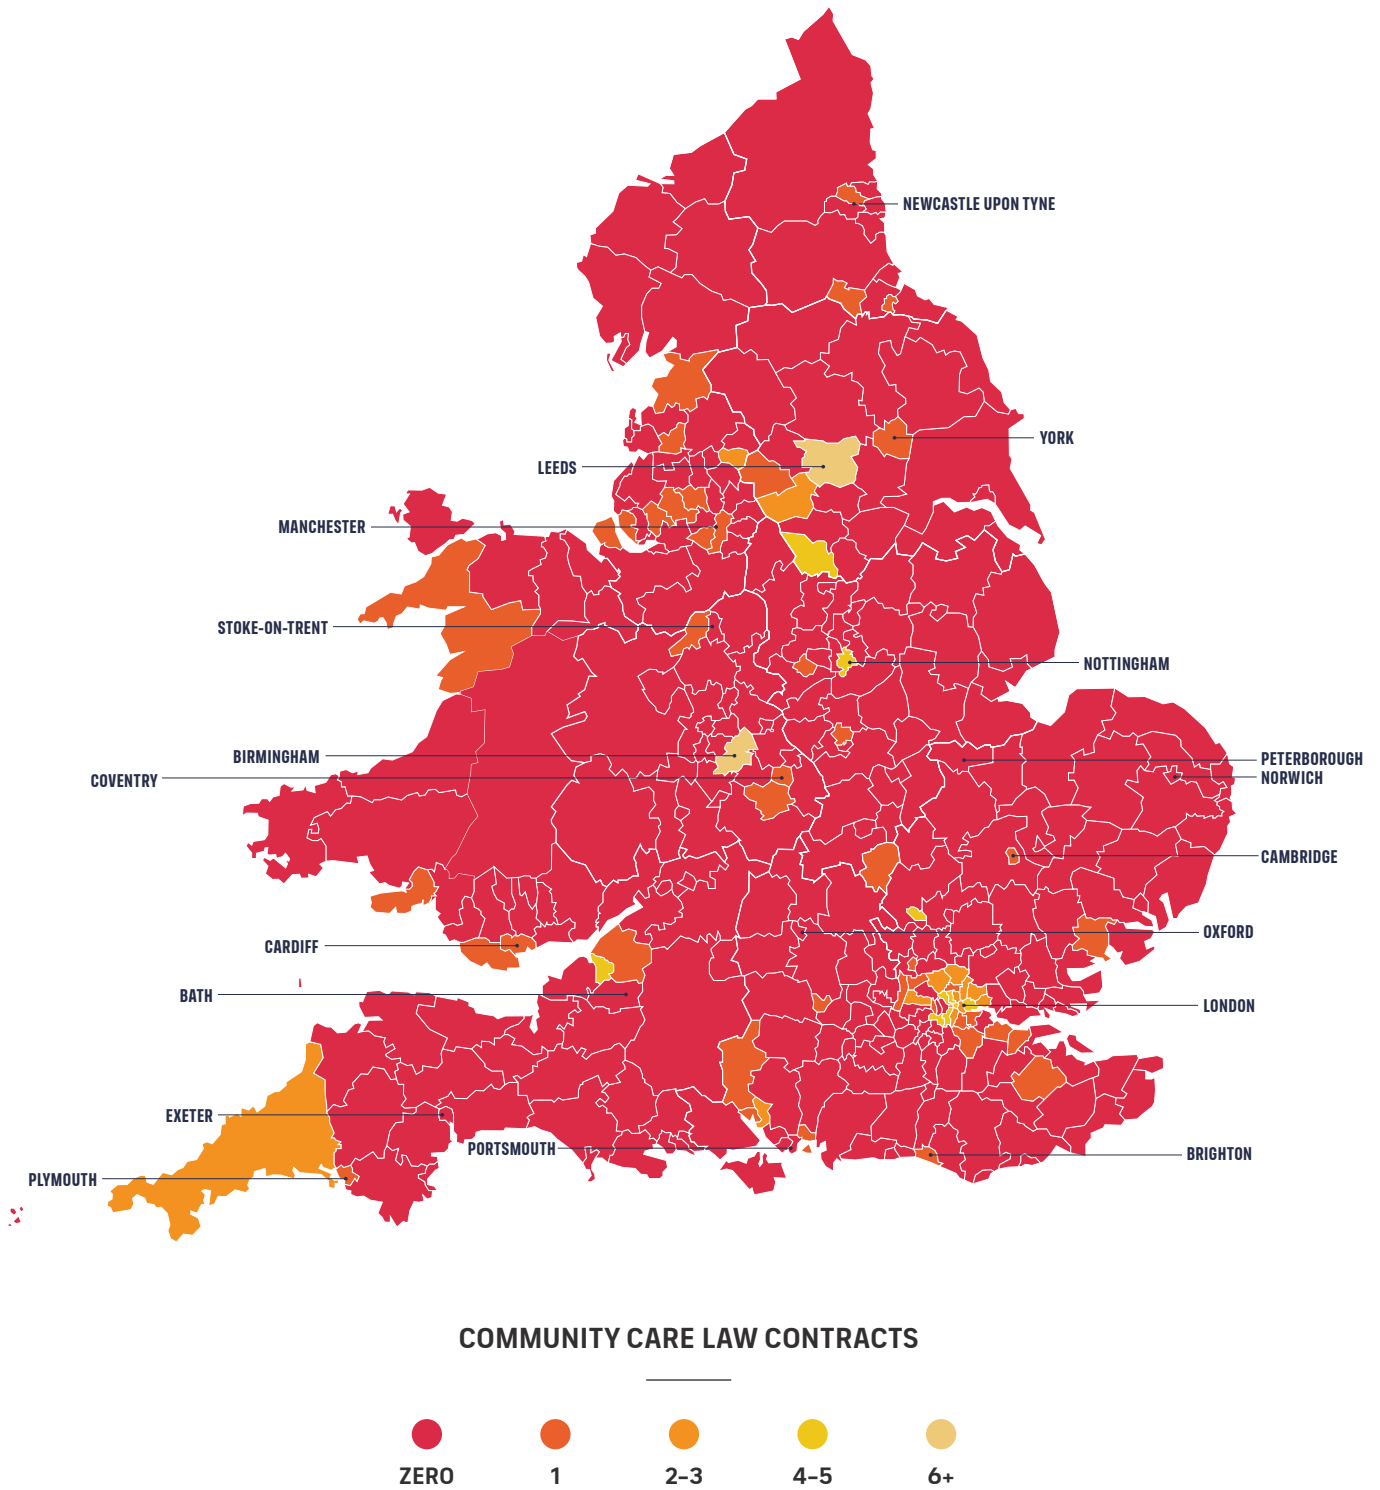 NEWCASTLE UPON TYNE
YORK
LEEDS
MANCHESTER
STOKE-ON-TRENT
NOTTINGHAM
BIRMINGHAM
PETERBOROUGH
COVENTRY
NORWICH
CAMBRIDGE
OXFORD
CARDIFF
BATH
LONDON
EXETER
PORTSMOUTH
BRIGHTON
PLYMOUTH
COMMUNITY CARE LAW CONTRACTS
ZERO
1
2–3
4–5
6+